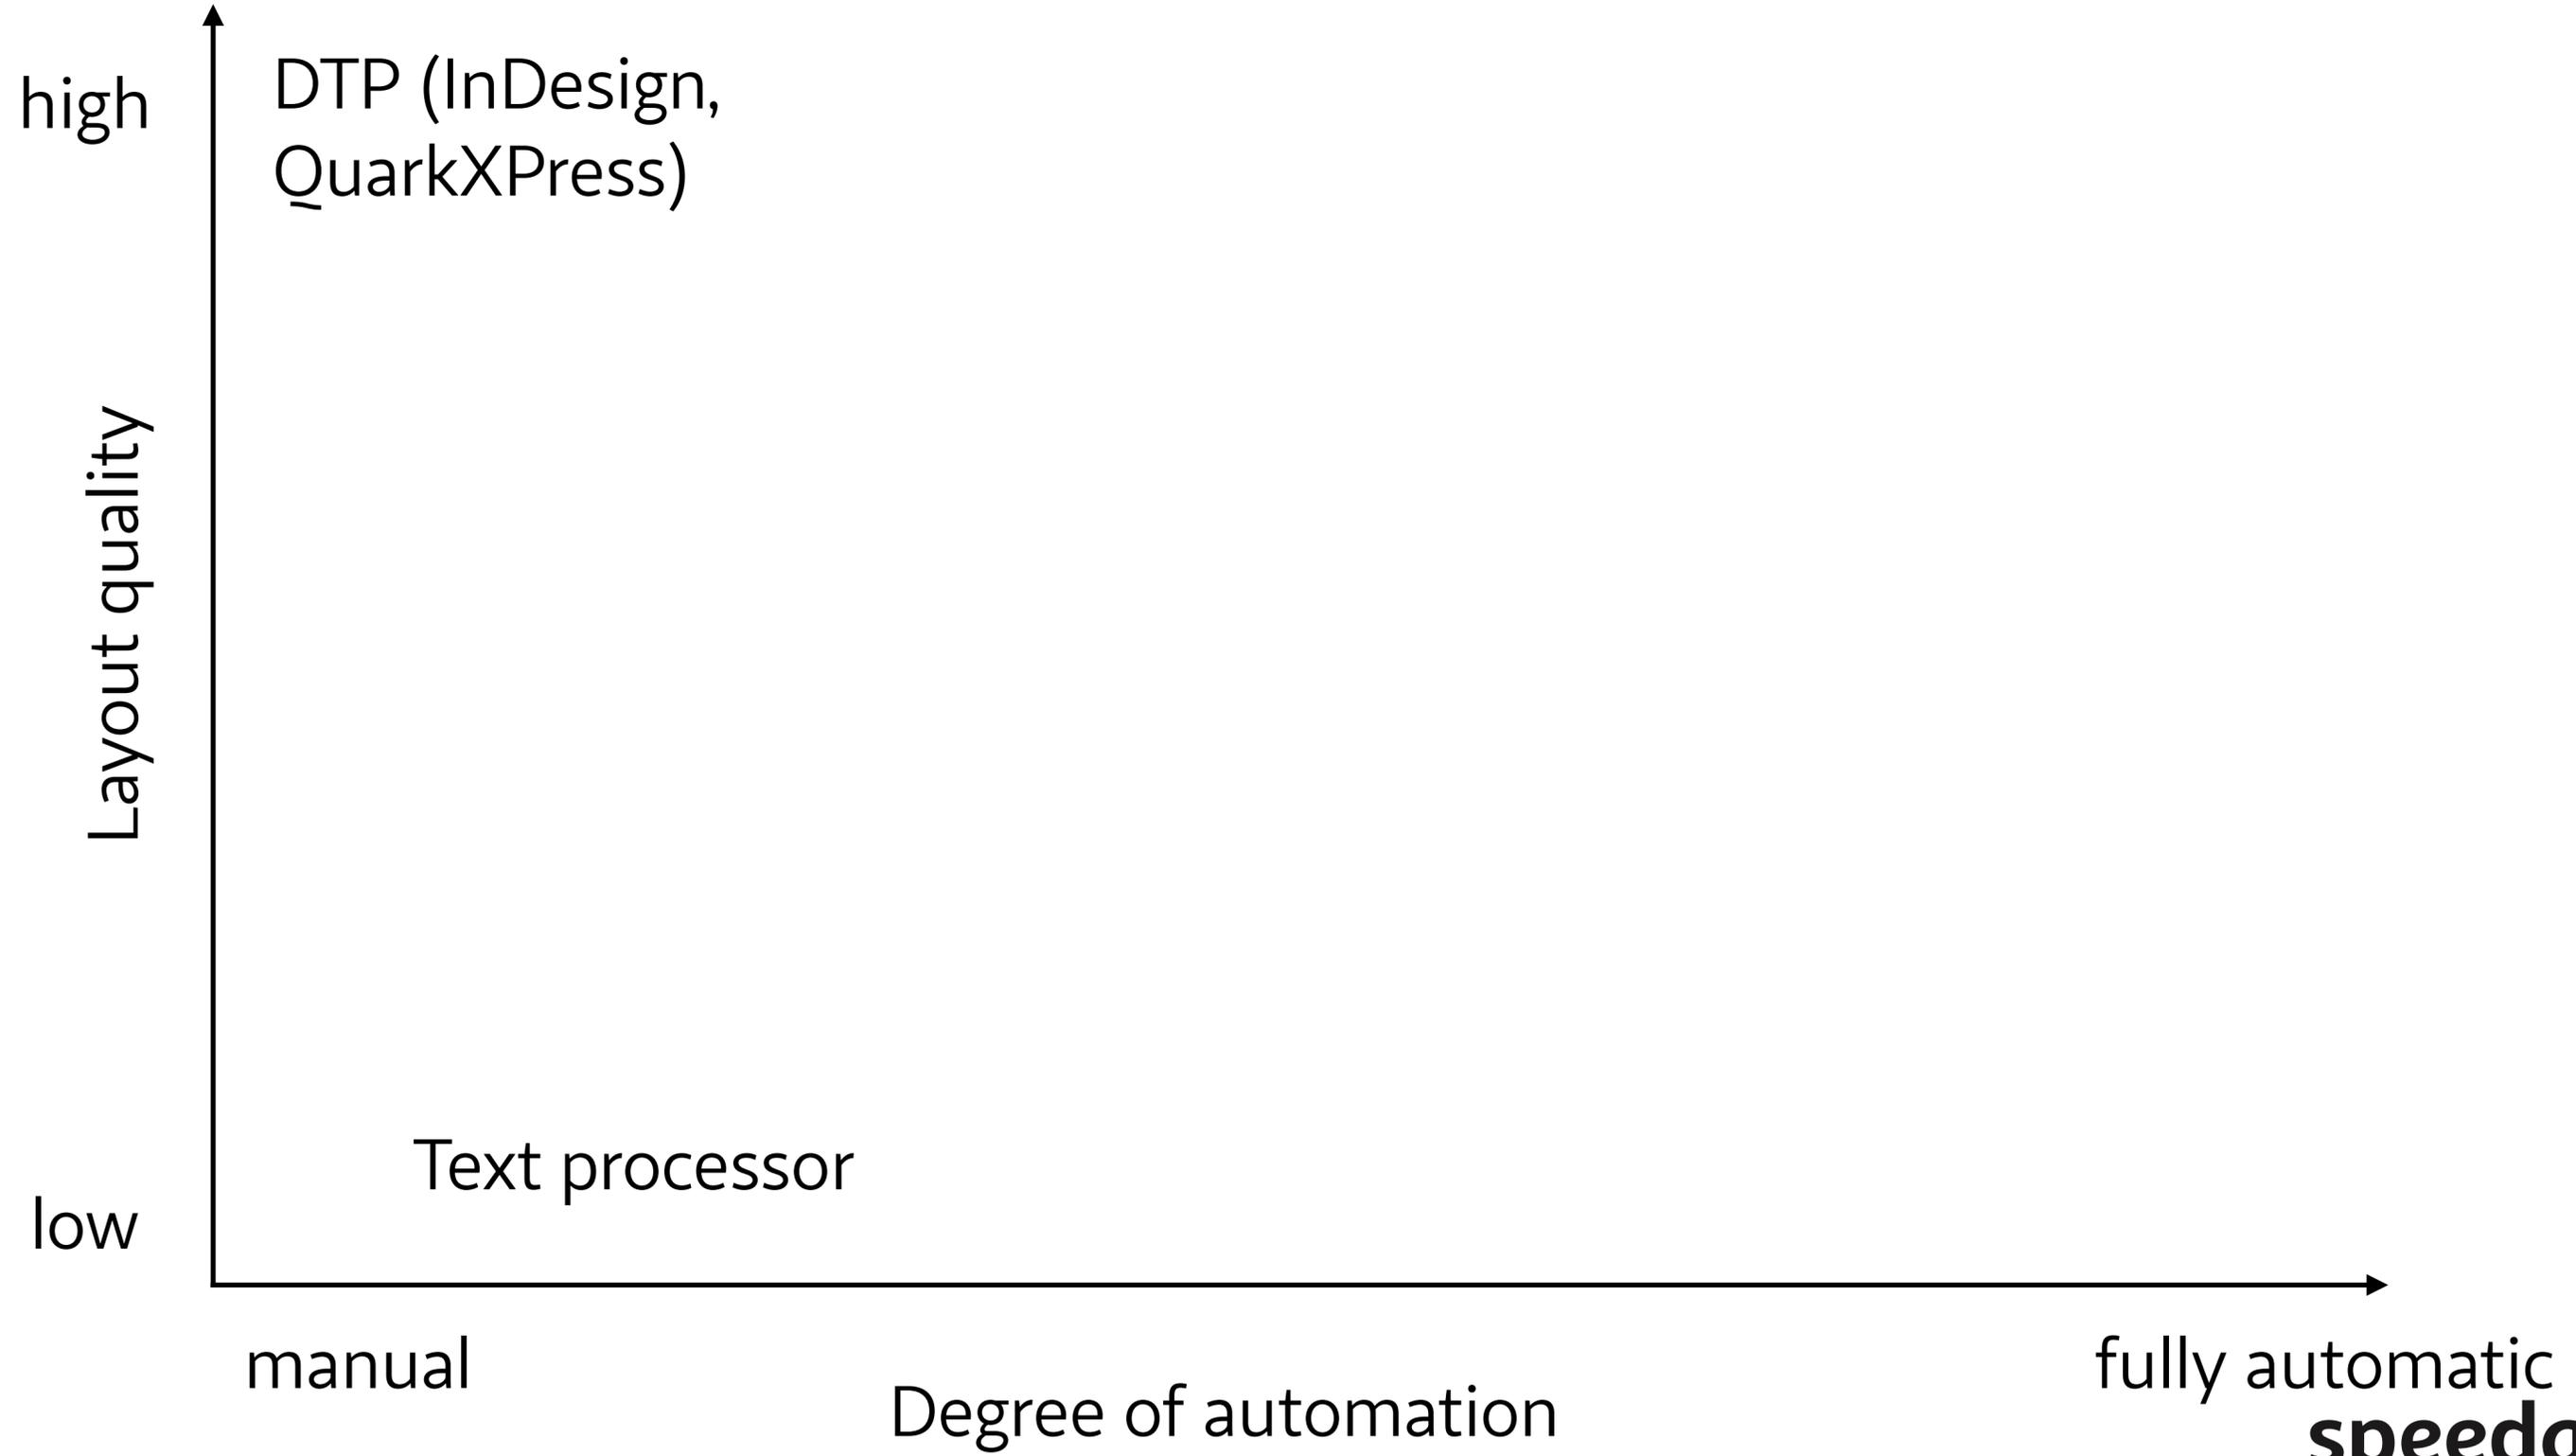 high
DTP (InDesign,
QuarkXPress)
Layout quality
Text processor
low
manual
fully automatic
Degree of automation